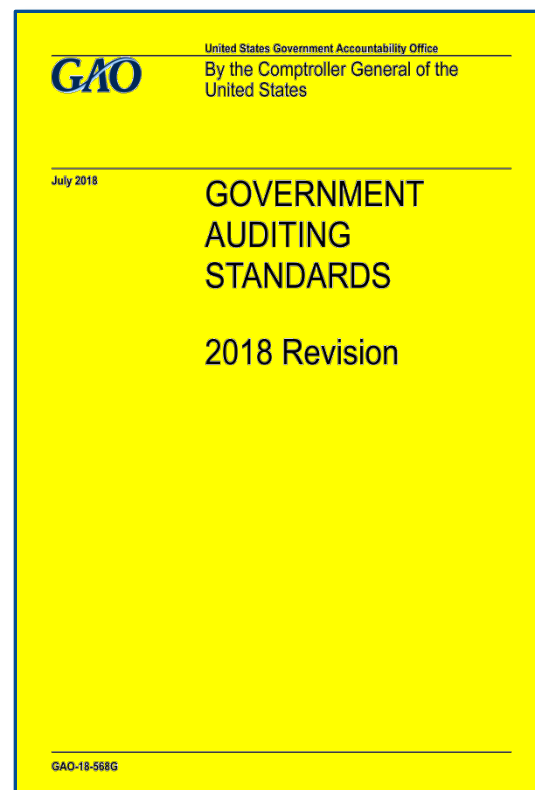 GAO
United States Government Accountability Office
By the Comptroller General of the
United States
July 2018
GOVERNMENT
AUDITING
STANDARDS
2018 Revision
GAO-18-568G